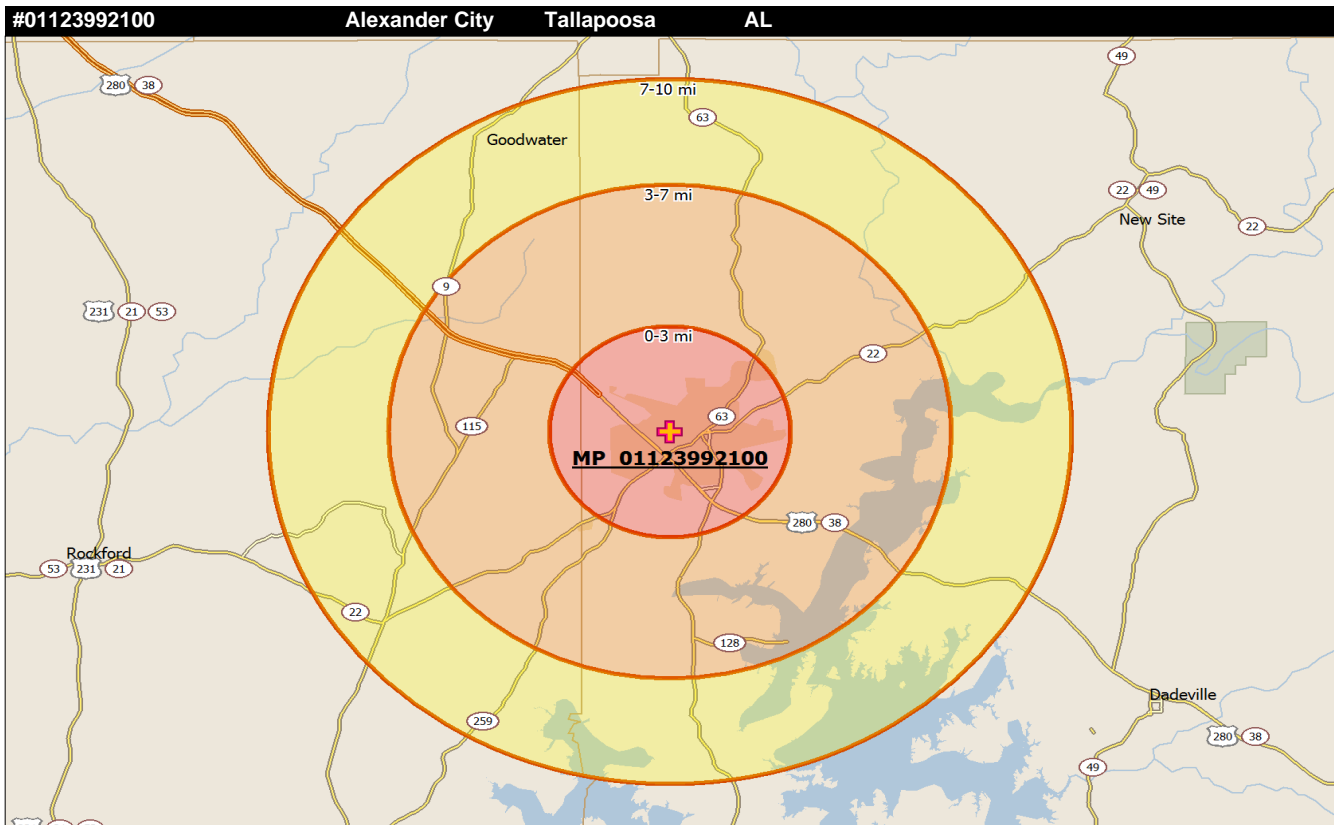 #01123992100 Alexander City Tallapoosa AL
49
280 38
7-10 mi
63
Goodwater
22 49
3-7 mi
New Site
22
9
231 21 53
0-3 mi
22
63
115
MP 01123992100
280 38
Rockford
53 231 21
22
128
Dadeville
259
280 38
49